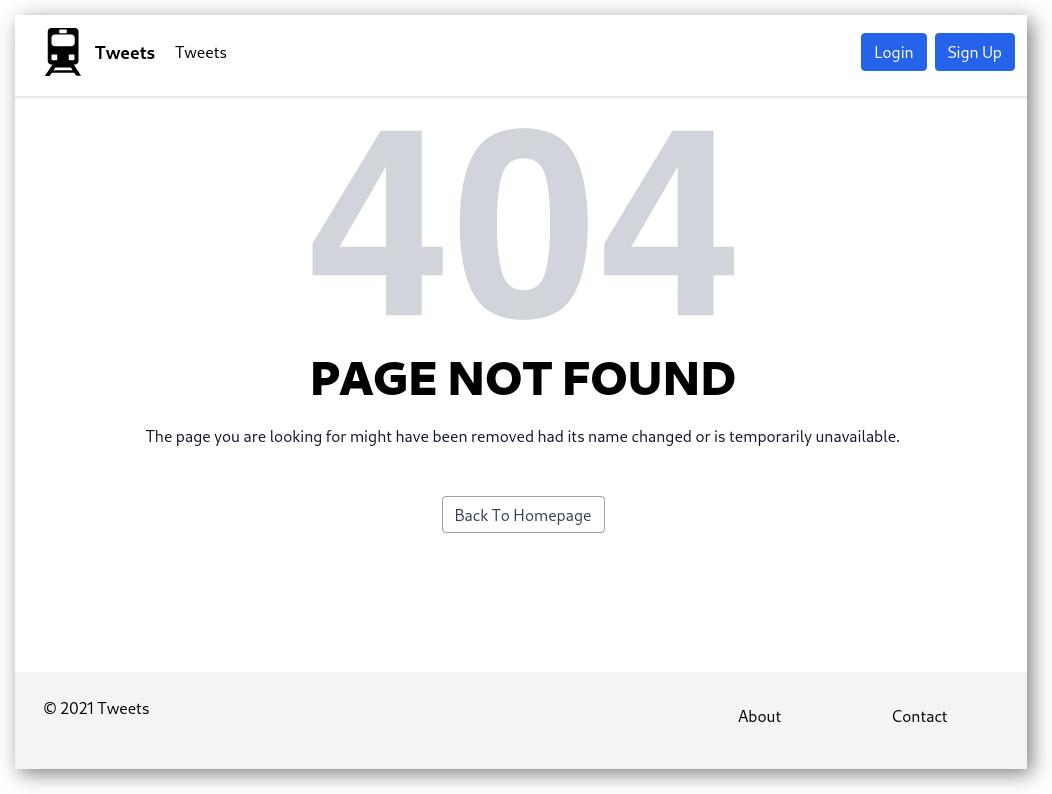 Tweets Tweets Login Sign Up
404
PAGE NOT FOUND
The page you are looking for might have been removed had its name changed or is temporarily unavailable.
Back To Homepage
© 2021 Tweets
About Contact